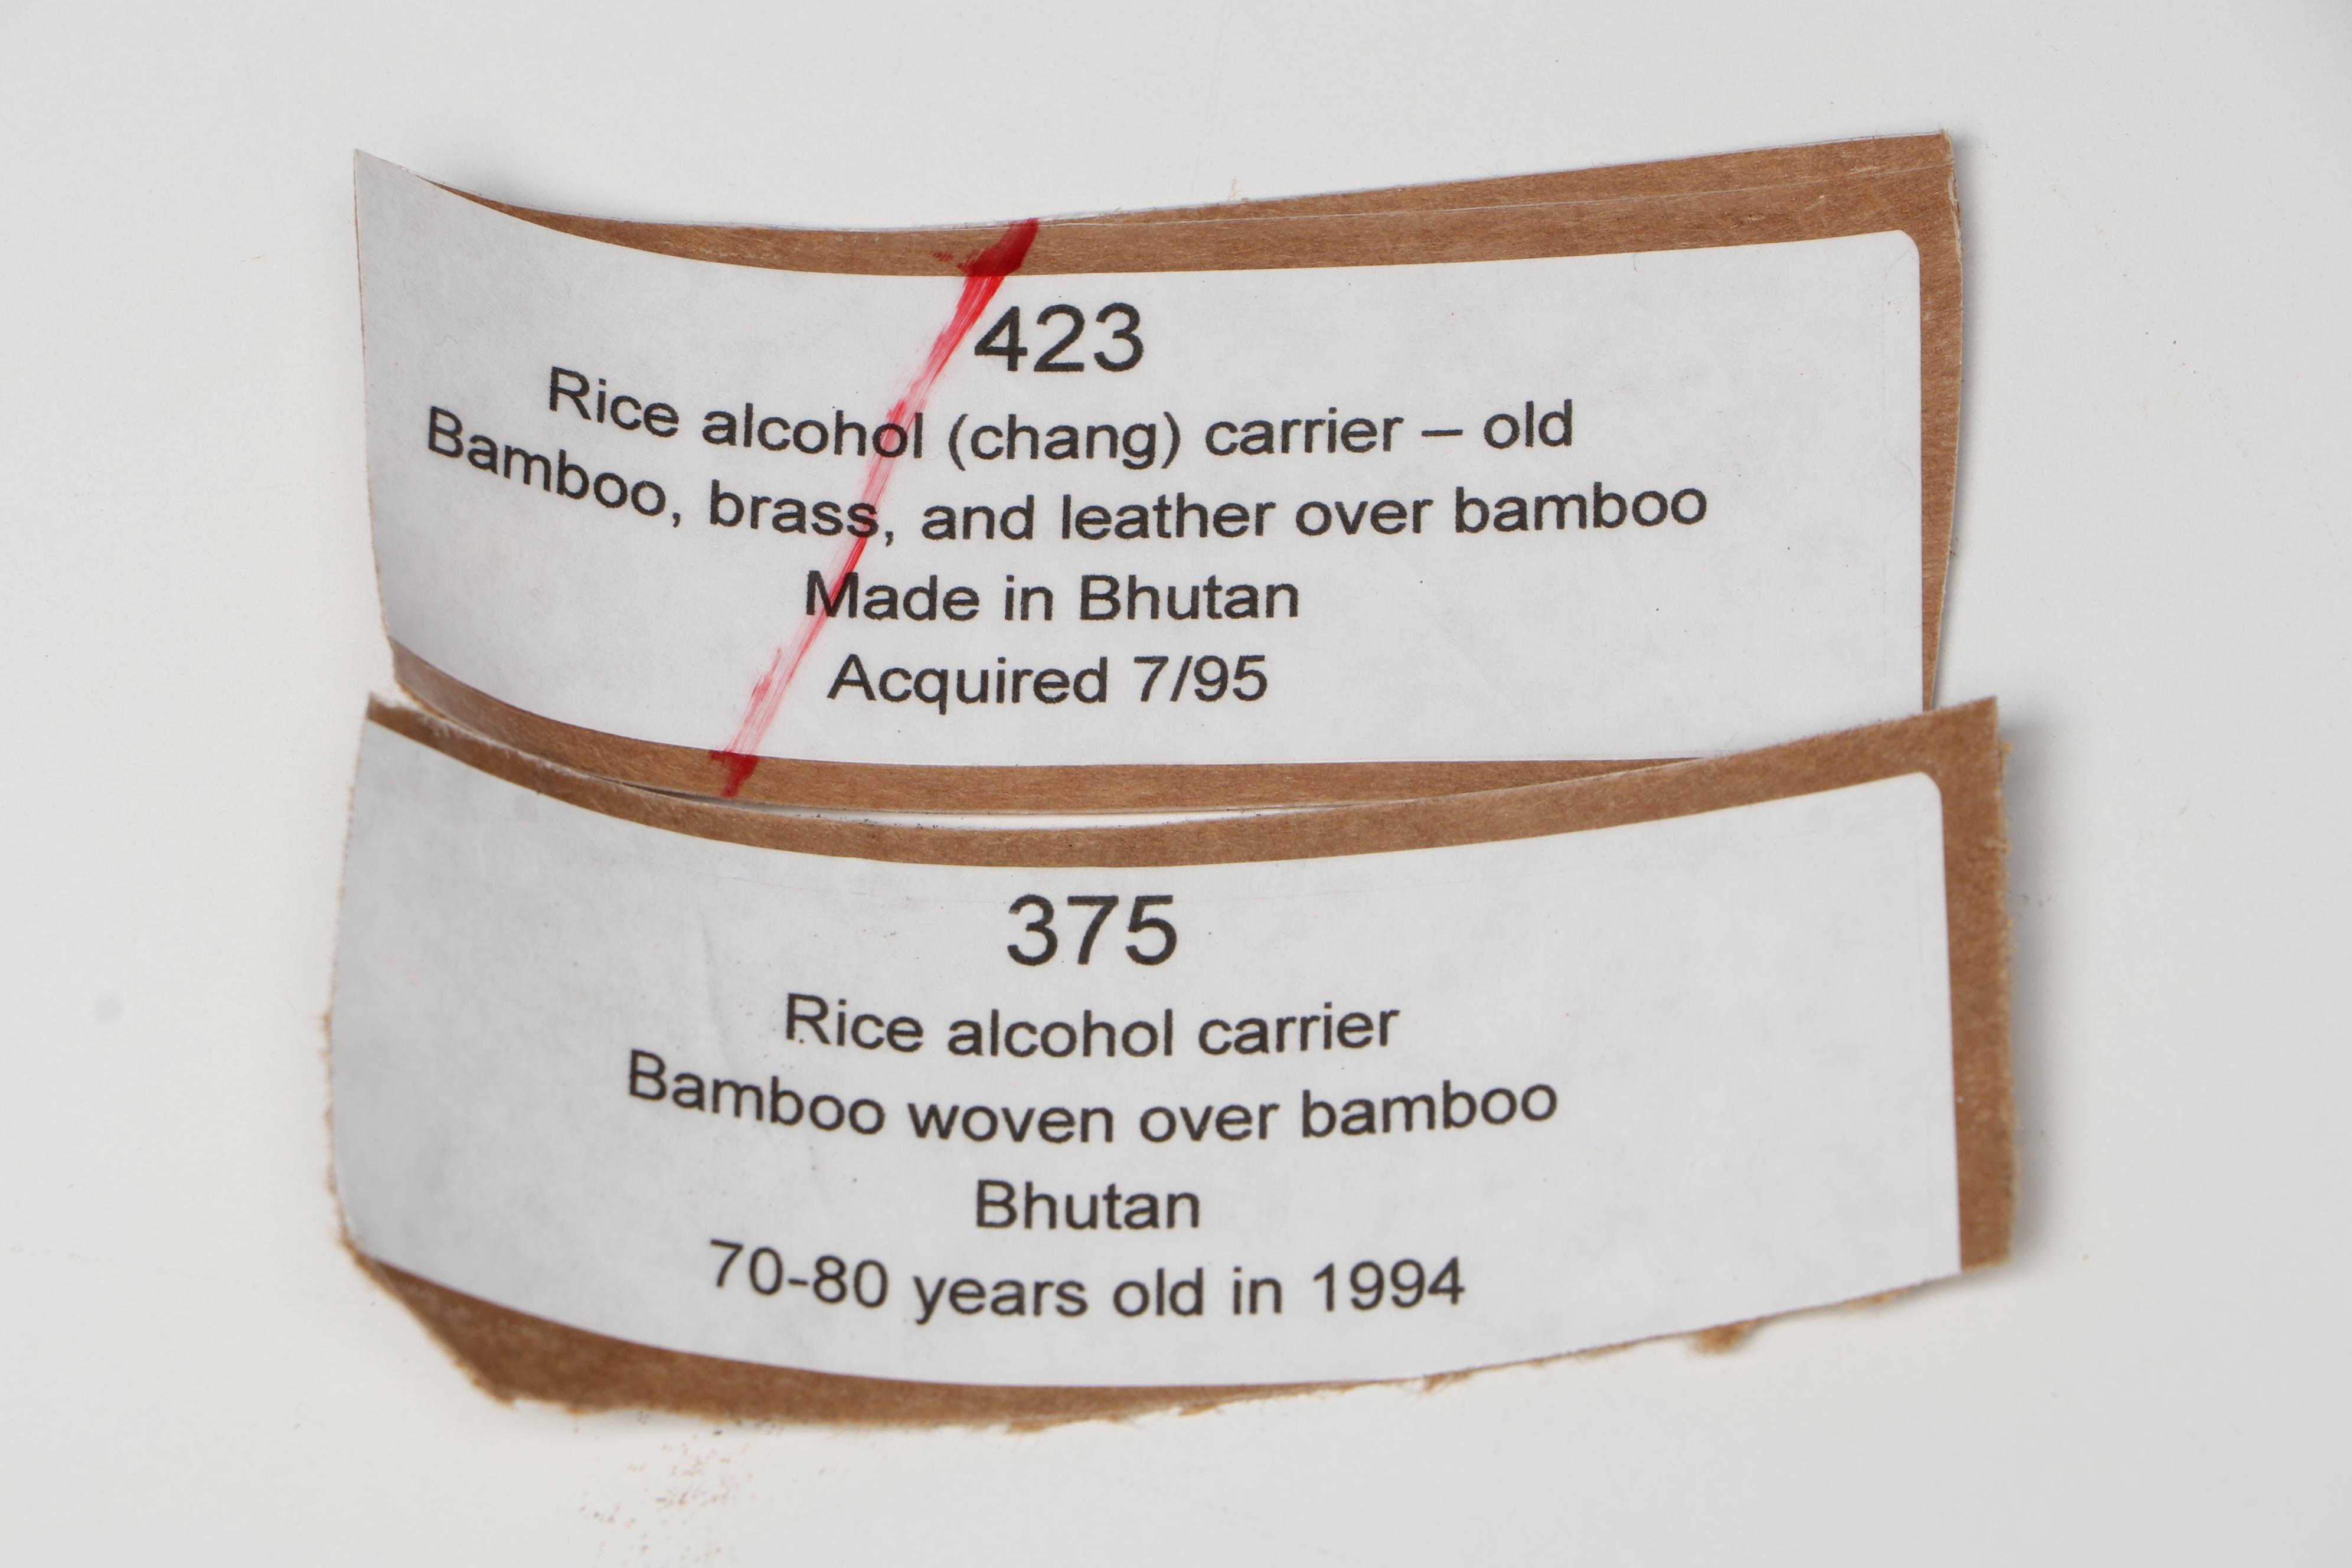 423
Rice alcohol (chang) carrier – old
Bamboo, brass, and leather over bamboo
Made in Bhutan
Acquired 7/95
375
Rice alcohol carrier
Bamboo woven over bamboo
Bhutan
70-80 years old in 1994